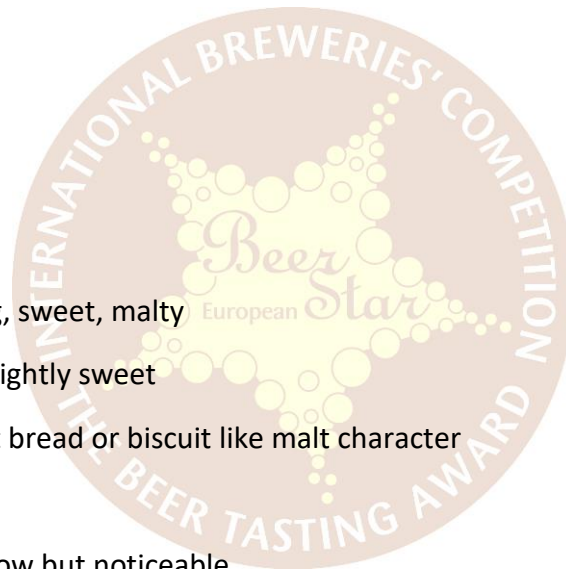 INTERNATIONAL BREWERIES' COMPETITION
Beer
European Star
, sweet, malty
ightly sweet
bread or biscuit like malt character
THE BEER TASTING AWARD
ow but noticeable